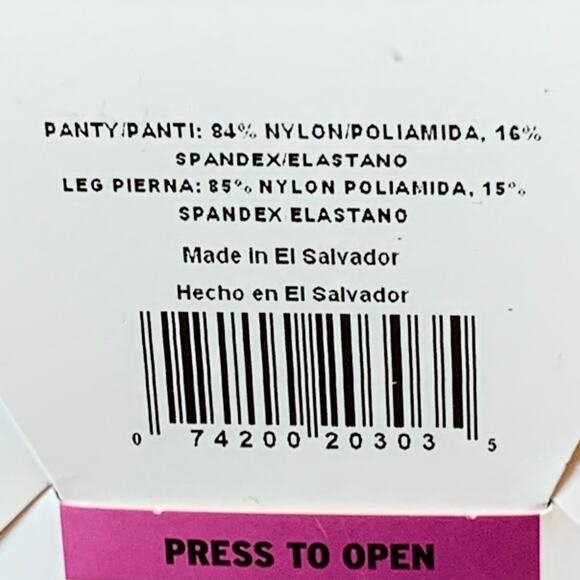 PANTY/PANTI: 84% NYLON/POLIAMIDA, 16%
SPANDEX/ELASTANO
LEG PIERNA: 85% NYLON POLIAMIDA, 15%
SPANDEX ELASTANO
Made in El Salvador
Hecho en El Salvador
0 74200 20303 5
PRESS TO OPEN